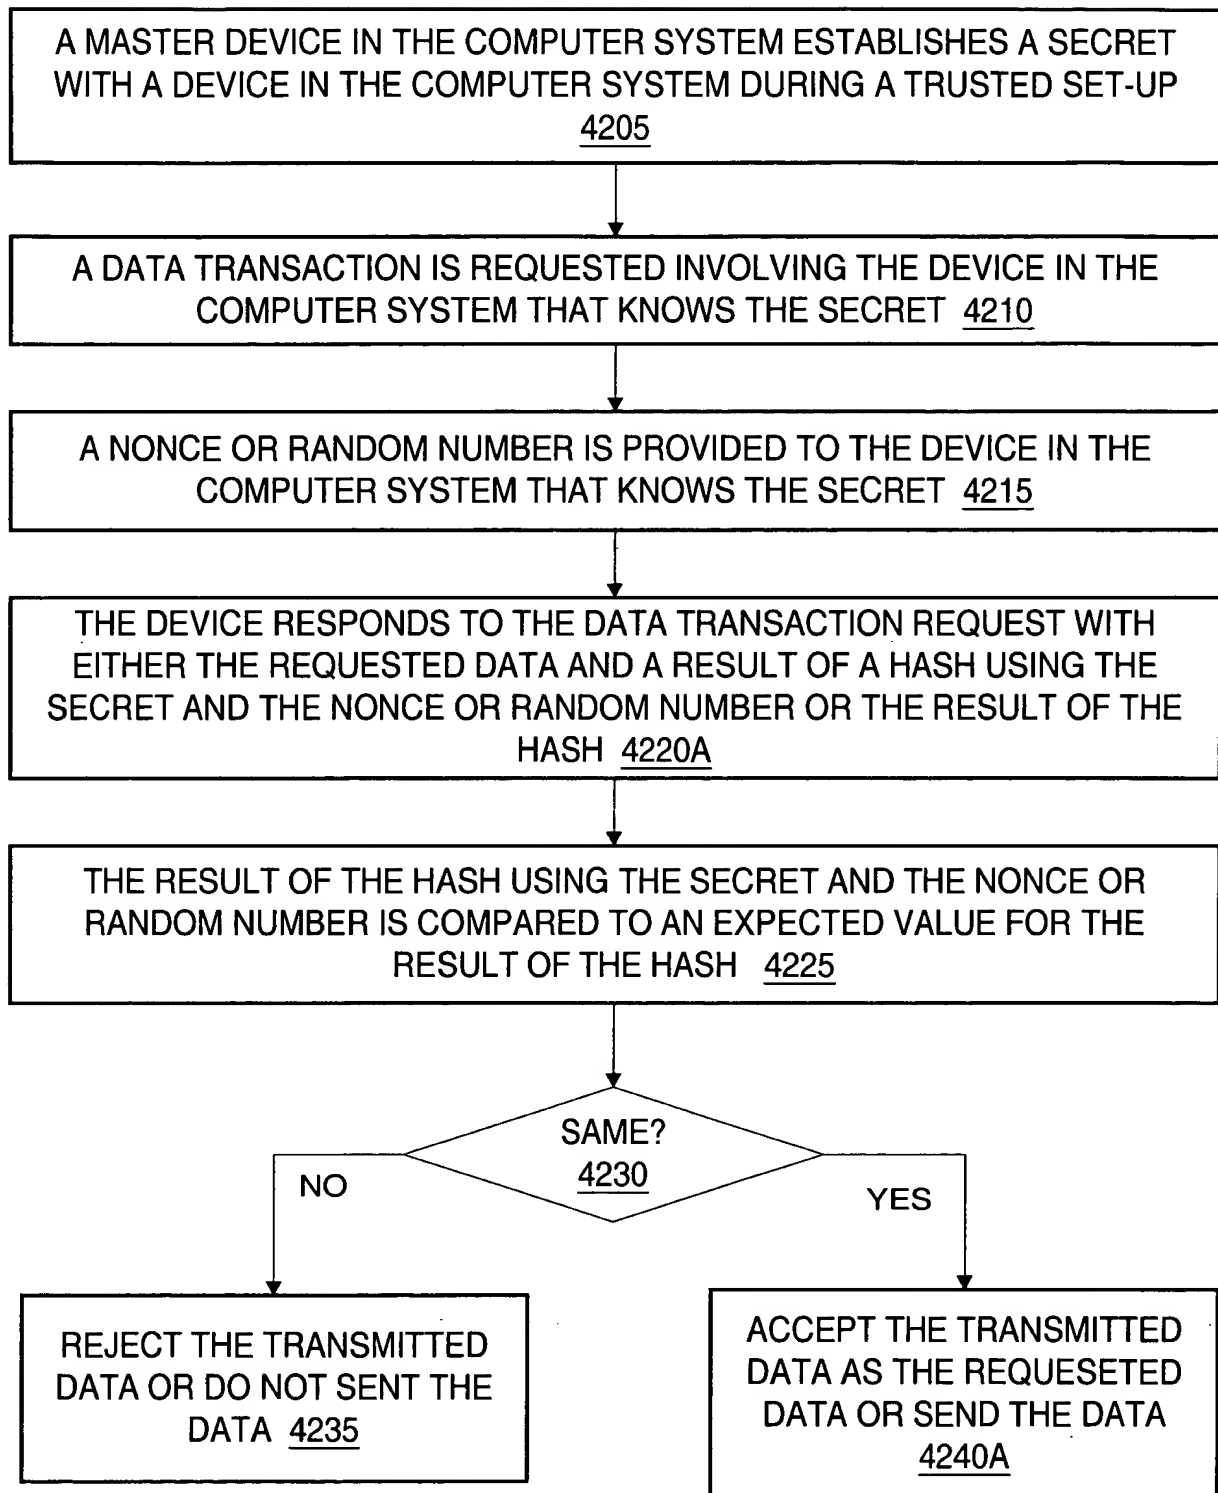 A MASTER DEVICE IN THE COMPUTER SYSTEM ESTABLISHES A SECRET
WITH A DEVICE IN THE COMPUTER SYSTEM DURING A TRUSTED SET-UP
4205
A DATA TRANSACTION IS REQUESTED INVOLVING THE DEVICE IN THE
COMPUTER SYSTEM THAT KNOWS THE SECRET 4210
A NONCE OR RANDOM NUMBER IS PROVIDED TO THE DEVICE IN THE
COMPUTER SYSTEM THAT KNOWS THE SECRET 4215
THE DEVICE RESPONDS TO THE DATA TRANSACTION REQUEST WITH
EITHER THE REQUESTED DATA AND A RESULT OF A HASH USING THE
SECRET AND THE NONCE OR RANDOM NUMBER OR THE RESULT OF THE
HASH 4220A
THE RESULT OF THE HASH USING THE SECRET AND THE NONCE OR
RANDOM NUMBER IS COMPARED TO AN EXPECTED VALUE FOR THE
RESULT OF THE HASH 4225
SAME?
4230
NO
YES
REJECT THE TRANSMITTED
DATA OR DO NOT SENT THE
DATA 4235
ACCEPT THE TRANSMITTED
DATA AS THE REQUESETED
DATA OR SEND THE DATA
4240A